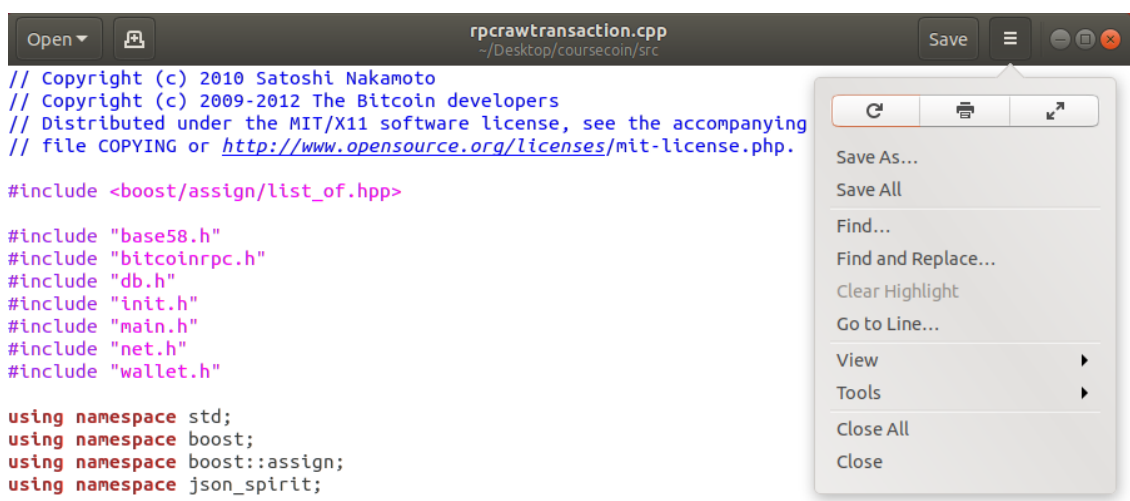 Open
rpcrawtransaction.cpp
~/Desktop/coursecoin/src
Save
// Copyright (c) 2010 Satoshi Nakamoto
// Copyright (c) 2009-2012 The Bitcoin developers
// Distributed under the MIT/X11 software license, see the accompanying
// file COPYING or http://www.opensource.org/licenses/mit-license.php.
#include <boost/assign/list_of.hpp>
#include "base58.h"
#include "bitcoinrpc.h"
#include "db.h"
#include "init.h"
#include "main.h"
#include "net.h"
#include "wallet.h"
using namespace std;
using namespace boost;
using namespace boost::assign;
using namespace json_spirit;
Save As...
Save All
Find...
Find and Replace...
Clear Highlight
Go to Line...
View
Tools
Close All
Close